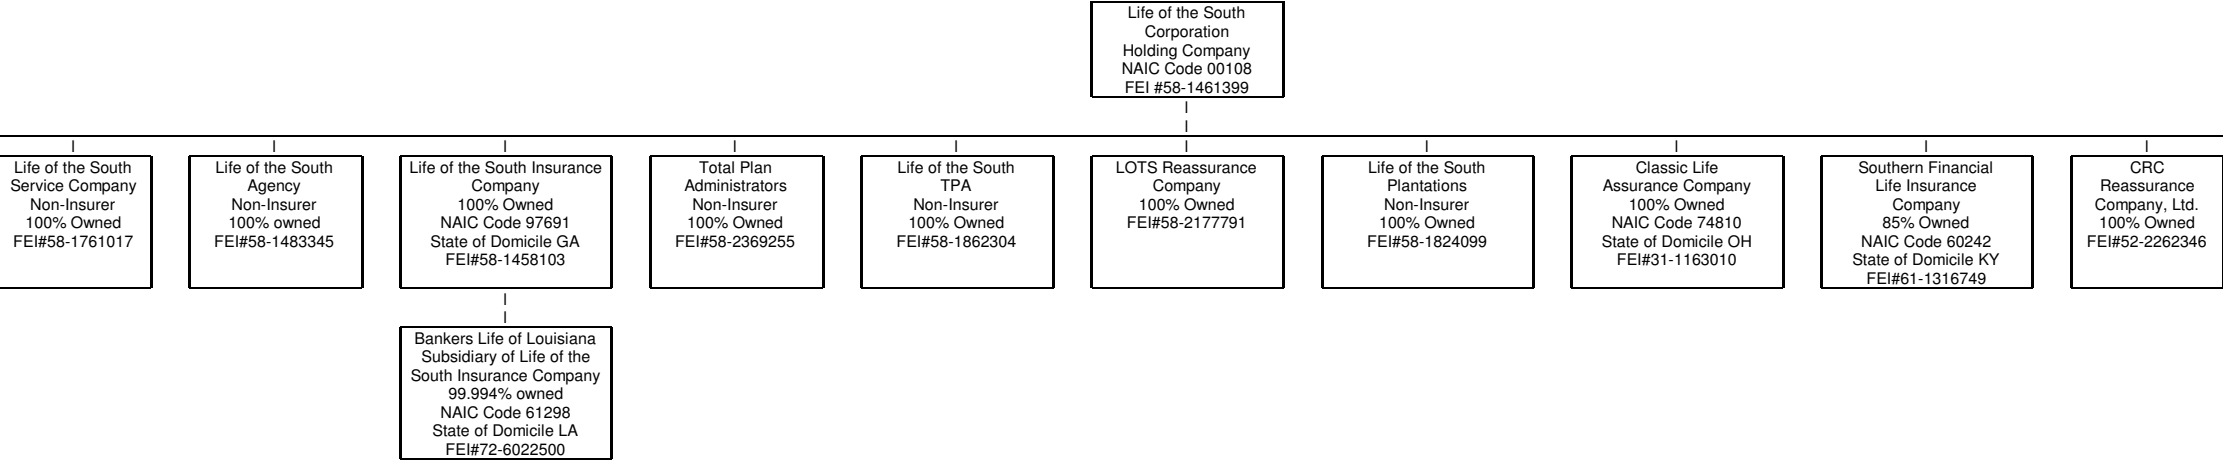 Life of the South
Corporation
Holding Company
NAIC Code 00108
FEI #58-1461399
Life of the South
Service Company
Non-Insurer
100% Owned
FEI#58-1761017
Life of the South
Agency
Non-Insurer
100% owned
FEI#58-1483345
Life of the South Insurance
Company
100% Owned
NAIC Code 97691
State of Domicile GA
FEI#58-1458103
Total Plan
Administrators
Non-Insurer
100% Owned
FEI#58-2369255
Life of the South
TPA
Non-Insurer
100% Owned
FEI#58-1862304
LOTS Reassurance
Company
100% Owned
FEI#58-2177791
Life of the South
Plantations
Non-Insurer
100% Owned
FEI#58-1824099
Classic Life
Assurance Company
100% Owned
NAIC Code 74810
State of Domicile OH
FEI#31-1163010
Southern Financial
Life Insurance
Company
85% Owned
NAIC Code 60242
State of Domicile KY
FEI#61-1316749
CRC
Reassurance
Company, Ltd.
100% Owned
FEI#52-2262346
Bankers Life of Louisiana
Subsidiary of Life of the
South Insurance Company
99.994% owned
NAIC Code 61298
State of Domicile LA
FEI#72-6022500